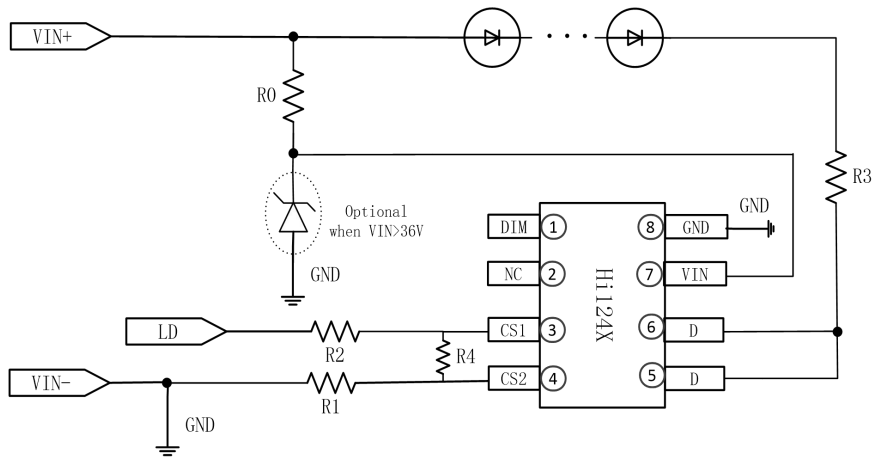 VIN+
R0
R3
Optional
when VIN>36V
GND
GND
DIM 1 8 GND
NC 2 7 VIN
Hi124X
LD
R2
CS1 3 6 D
R4
VIN-
R1
CS2 4 5 D
GND